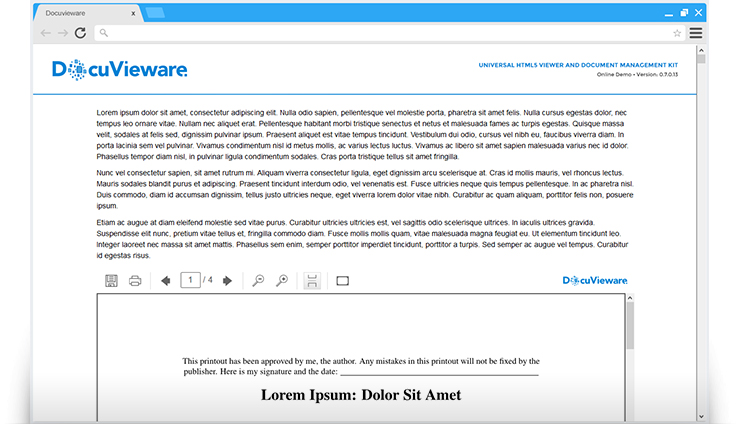 Docuvieware x
DocuVieware
UNIVERSAL HTML5 VIEWER AND DOCUMENT MANAGEMENT KIT
Online Demo • Version: 0.7.0.13
Lorem ipsum dolor sit amet, consectetur adipiscing elit. Nulla odio sapien, pellentesque vel molestie porta, pharetra sit amet felis. Nulla cursus egestas dolor, nec
tempus leo ornare vitae. Nullam nec aliquet erat. Pellentesque habitant morbi tristique senectus et netus et malesuada fames ac turpis egestas. Quisque massa
velit, sodales at felis sed, dignissim pulvinar ipsum. Praesent aliquet est vitae tempus tincidunt. Vestibulum dui odio, cursus vel nibh eu, faucibus viverra diam. In
porta lacinia sem vel pulvinar. Vivamus condimentum nisl id metus mollis, ac varius lectus luctus. Vivamus ac libero sit amet sapien malesuada varius nec id dolor.
Phasellus tempor diam nisl, in pulvinar ligula condimentum sodales. Cras porta tristique tellus sit amet fringilla.
Nunc vel consectetur sapien, sit amet rutrum mi. Aliquam viverra consectetur ligula, eget dignissim arcu scelerisque at. Cras id mollis mauris, vel rhoncus lectus.
Mauris sodales blandit purus et adipiscing. Praesent tincidunt interdum odio, vel venenatis est. Fusce ultricies neque quis tempus pellentesque. In ac pharetra nisl.
Duis commodo, diam id accumsan dignissim, tellus justo ultricies neque, eget viverra lorem dolor vitae nibh. Curabitur ac quam aliquam, porttitor felis non, posuere
ipsum.
Etiam ac augue at diam eleifend molestie sed vitae purus. Curabitur ultricies ultricies est, vel sagittis odio scelerisque ultrices. In iaculis ultrices gravida.
Suspendisse elit nunc, pretium vitae tellus et, fringilla commodo diam. Fusce mollis mollis quam, vitae malesuada magna feugiat eu. Ut elementum tincidunt leo.
Integer laoreet nec massa sit amet mattis. Phasellus sem enim, semper porttitor imperdiet tincidunt, porttitor a turpis. Sed semper ac augue vel tempus. Curabitur
id egestas risus.
1 / 4 DocuVieware
This printout has been approved by me, the author. Any mistakes in this printout will not be fixed by the
publisher. Here is my signature and the date:
Lorem Ipsum: Dolor Sit Amet